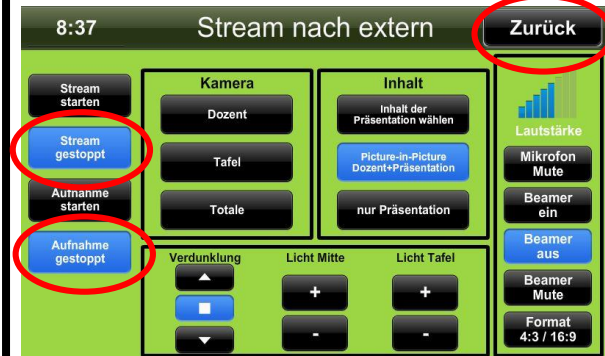 8:37
Stream nach extern
Zurück
Stream
starten
Stream
gestoppt
Aufnahme
starten
Aufnahme
gestoppt
Kamera
Dozent
Tafel
Totale
Inhalt
Inhalt der
Präsentation wählen
Picture-in-Picture
Dozent+Präsentation
nur Präsentation
Verdunklung
Licht Mitte
Licht Tafel
+
+
-
-
Lautstärke
Mikrofon
Mute
Beamer
ein
Beamer
aus
Beamer
Mute
Format
4:3 / 16:9